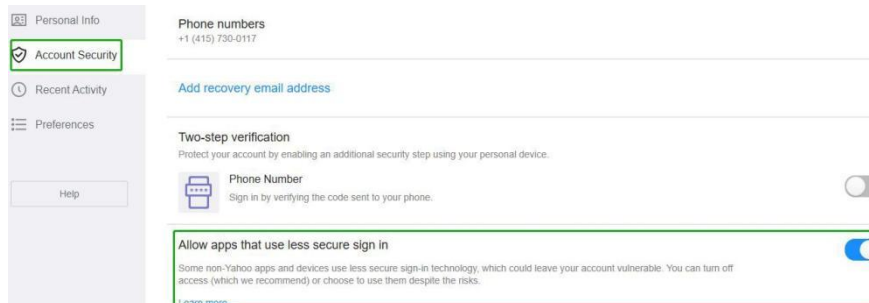 Personal Info
Account Security
Recent Activity
Preferences
Help
Phone numbers
+1 (415) 730-0117
Add recovery email address
Two-step verification
Protect your account by enabling an additional security step using your personal device.
Phone Number
Sign in by verifying the code sent to your phone.
Allow apps that use less secure sign in
Some non-Yahoo apps and devices use less secure sign-in technology, which could leave your account vulnerable. You can turn off
access (which we recommend) or choose to use them despite the risks.
Learn more